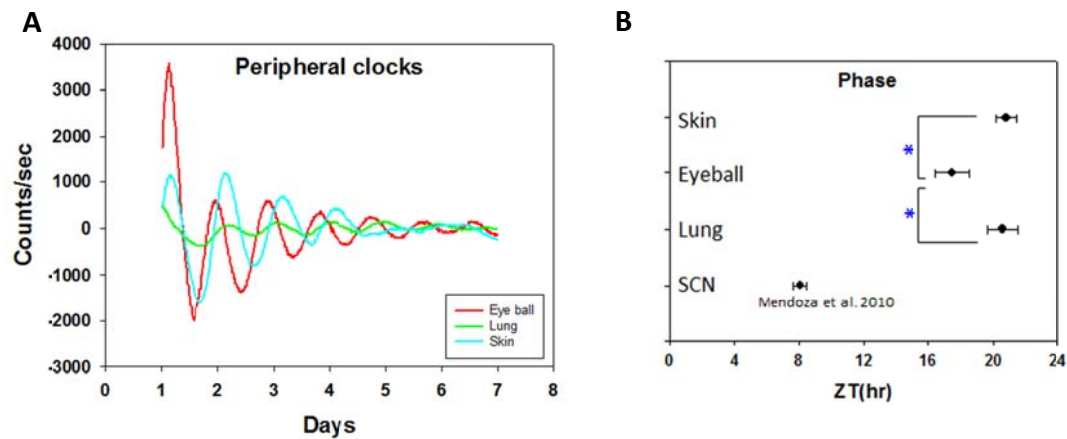 A
Peripheral clocks
4000
3000
2000
1000
0
-1000
-2000
-3000
Counts/sec
0 1 2 3 4 5 6 7 8
Days
Eye ball
Lung
Skin
B
Phase
Skin
Eyeball
Lung
SCN
*
*
Mendoza et al. 2010
0 4 8 12 16 20 24
ZT(hr)